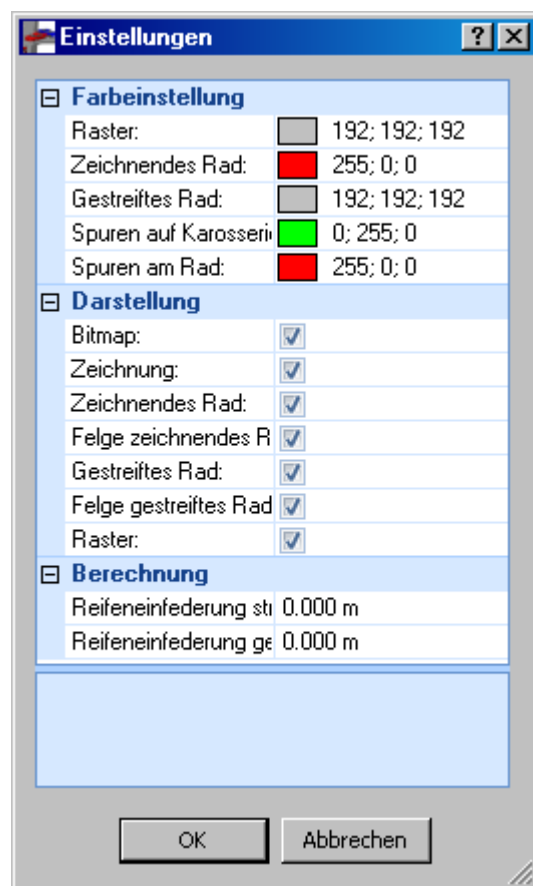 Einstellungen
Farbeinstellung
Raster: 192; 192; 192
Zeichnendes Rad: 255; 0; 0
Gestreiftes Rad: 192; 192; 192
Spuren auf Karosserie 0; 255; 0
Spuren am Rad: 255; 0; 0
Darstellung
Bitmap:
Zeichnung:
Zeichnendes Rad:
Felge zeichnendes R
Gestreiftes Rad:
Felge gestreiftes Rad
Raster:
Berechnung
Reifeneinfederung str 0.000 m
Reifeneinfederung ge 0.000 m
OK Abbrechen